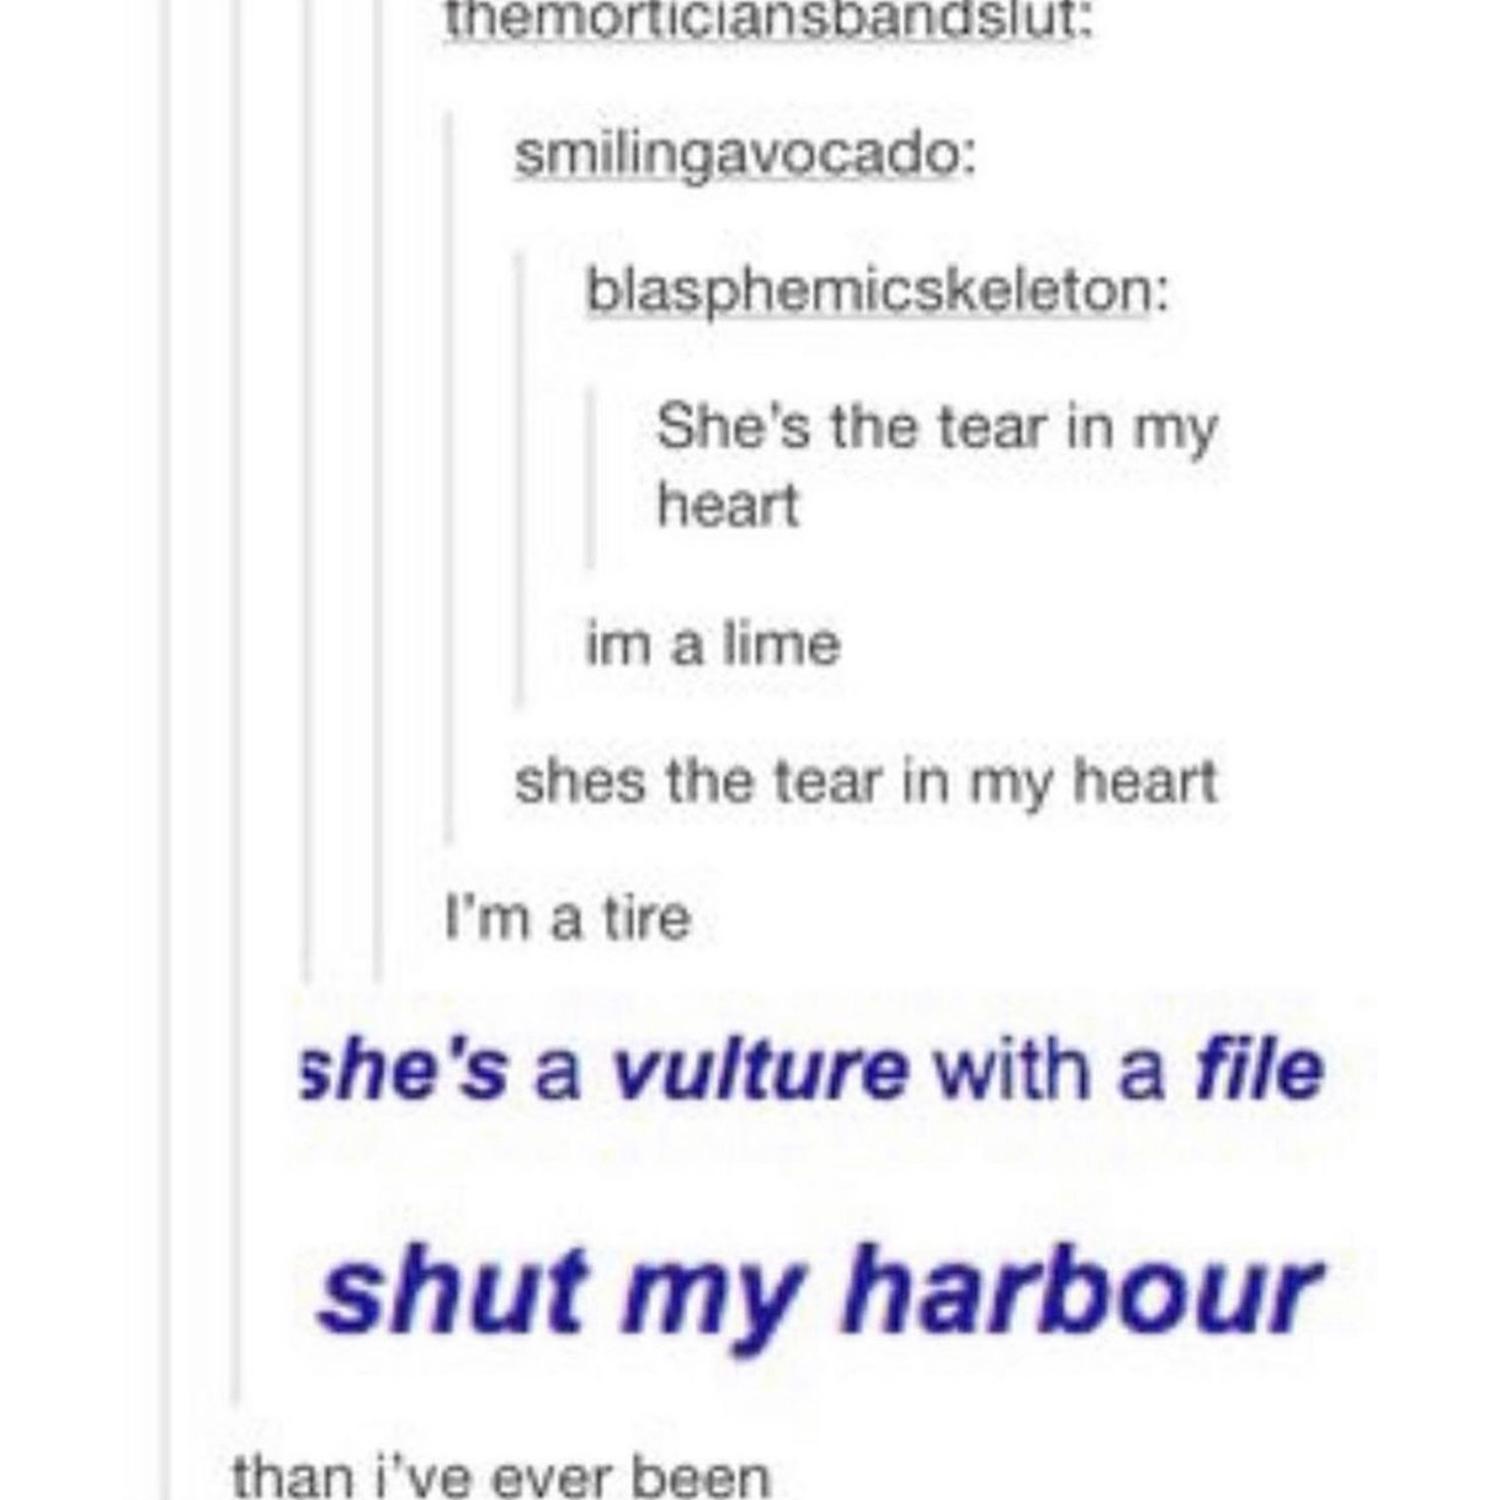 themorticiansbandslut:
smilingavocado:
blasphemicskeleton:
She's the tear in my
heart
im a lime
shes the tear in my heart
I'm a tire
she's a vulture with a file
shut my harbour
than i've ever been